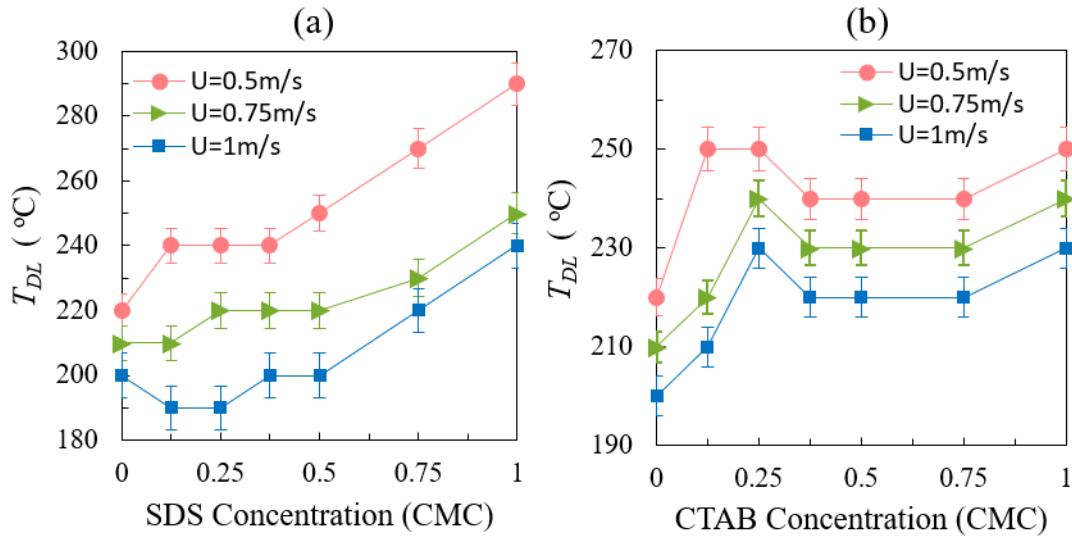 (a)
300
280
260
240
220
200
180
U=0.5m/s
U=0.75m/s
U=1m/s
T_DL ( °C)
0 0.25 0.5 0.75 1
SDS Concentration (CMC)
(b)
270
250
230
210
190
U=0.5m/s
U=0.75m/s
U=1m/s
T_DL ( °C)
0 0.25 0.5 0.75 1
CTAB Concentration (CMC)